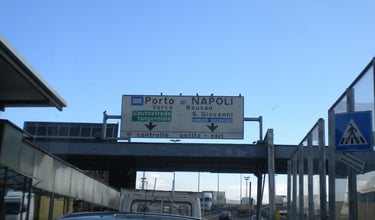 Porto di NAPOLI
Varco Bausan
autostrade
tangenziale
S. Giovanni
controllo uscita • exit